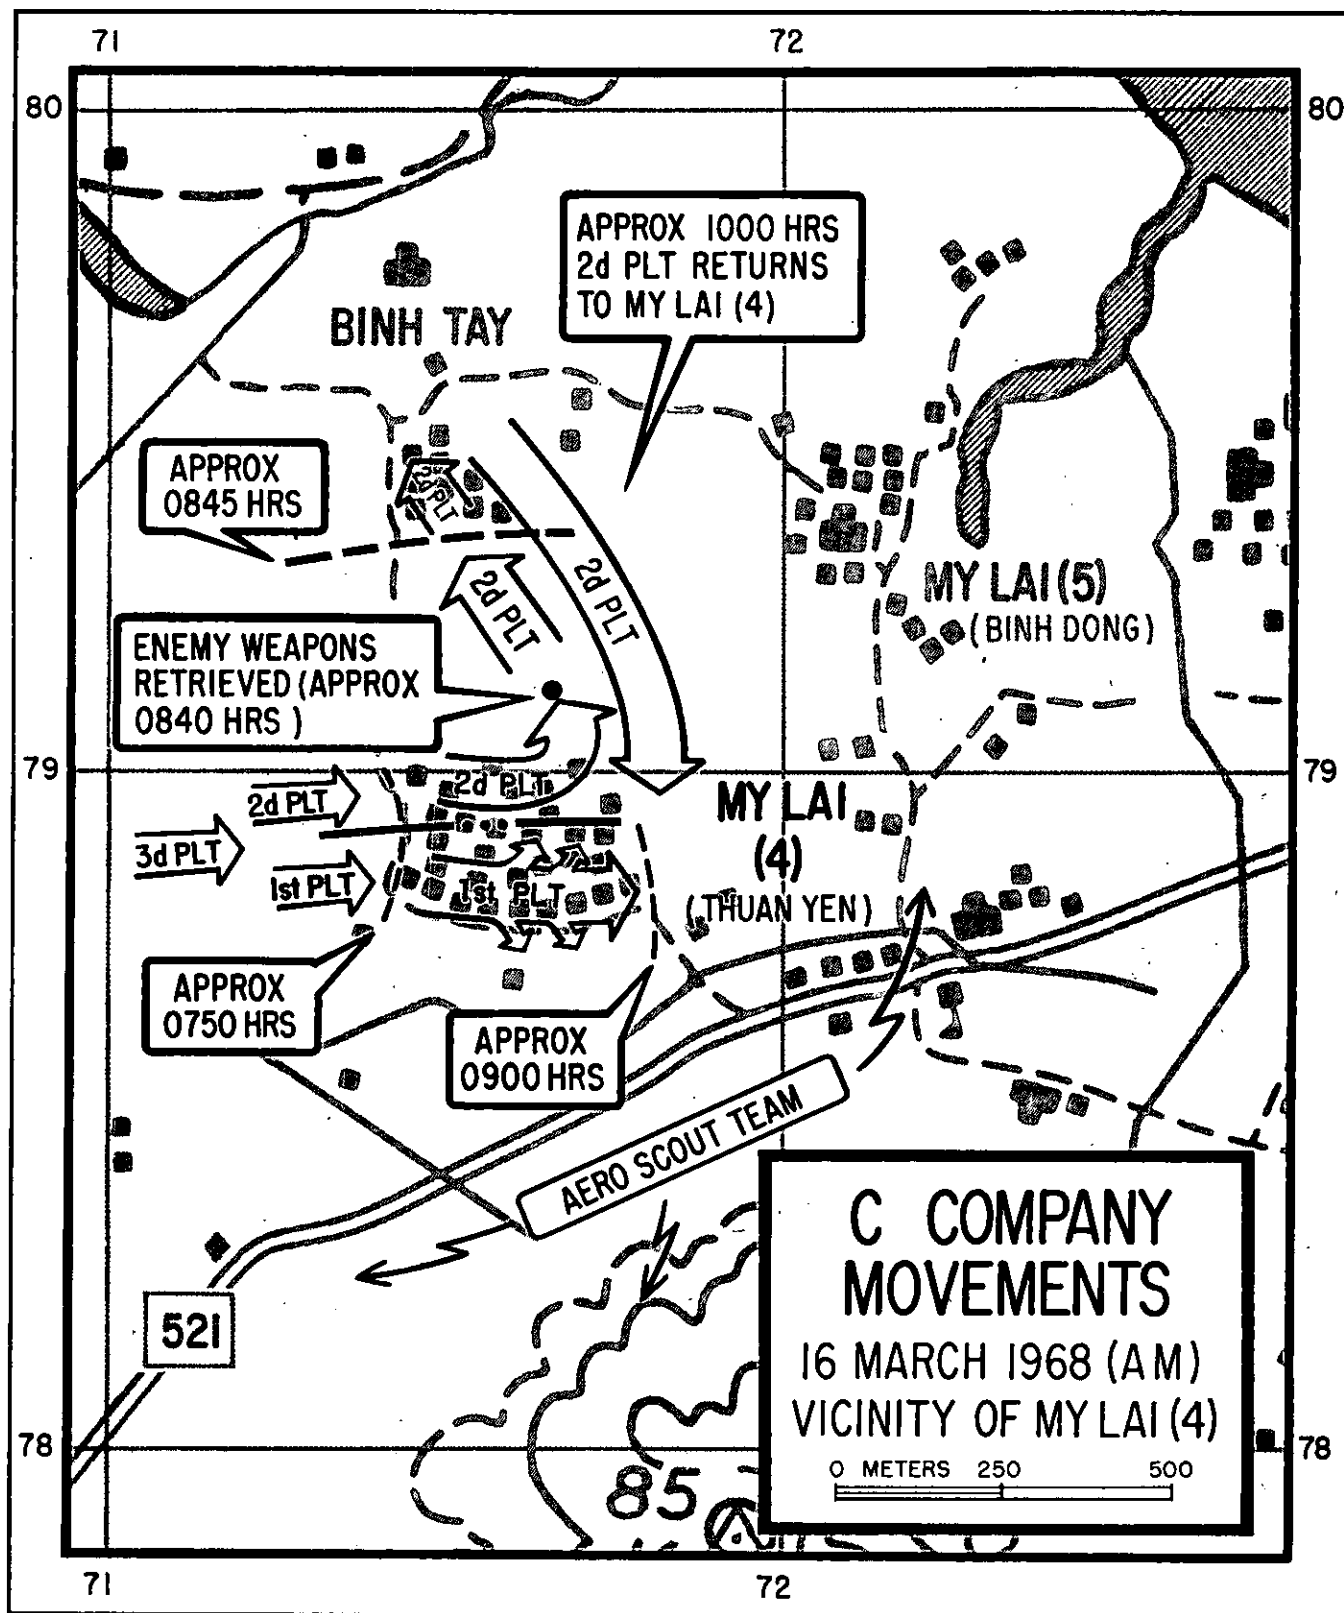 71
72
80
80
APPROX 1000 HRS
2d PLT RETURNS
TO MY LAI (4)
BINH TAY
APPROX
0845 HRS
2d PLT
2d PLT
2d PLT
MY LAI (5)
(BINH DONG)
ENEMY WEAPONS
RETRIEVED (APPROX
0840 HRS )
79
79
2d PLT
2d PLT
3d PLT
1st PLT
1st PLT
MY LAI
(4)
(THUAN YEN)
APPROX
0750 HRS
APPROX
0900 HRS
AERO SCOUT TEAM
521
C COMPANY
MOVEMENTS
16 MARCH 1968 (AM)
VICINITY OF MY LAI (4)
0 METERS 250 500
78
78
85
71
72